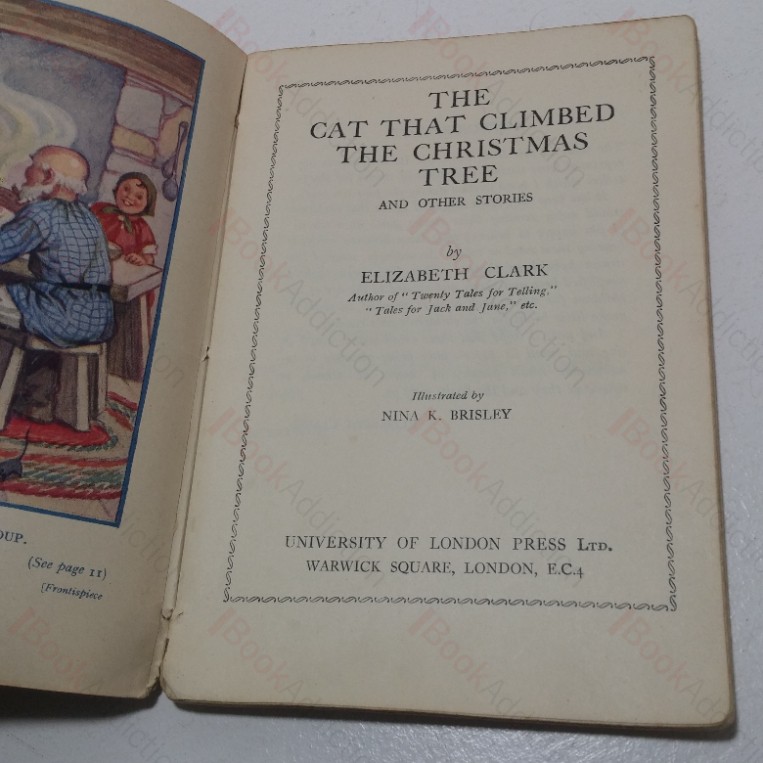 OUP.
(See page 11)
[Frontispiece
THE
CAT THAT CLIMBED
THE CHRISTMAS
TREE
AND OTHER STORIES
by
ELIZABETH CLARK
Author of "Twenty Tales for Telling,"
"Tales for Jack and Jane," etc.
Illustrated by
NINA K. BRISLEY
UNIVERSITY OF LONDON PRESS LTD.
WARWICK SQUARE, LONDON, E.C.4
BookAddiction